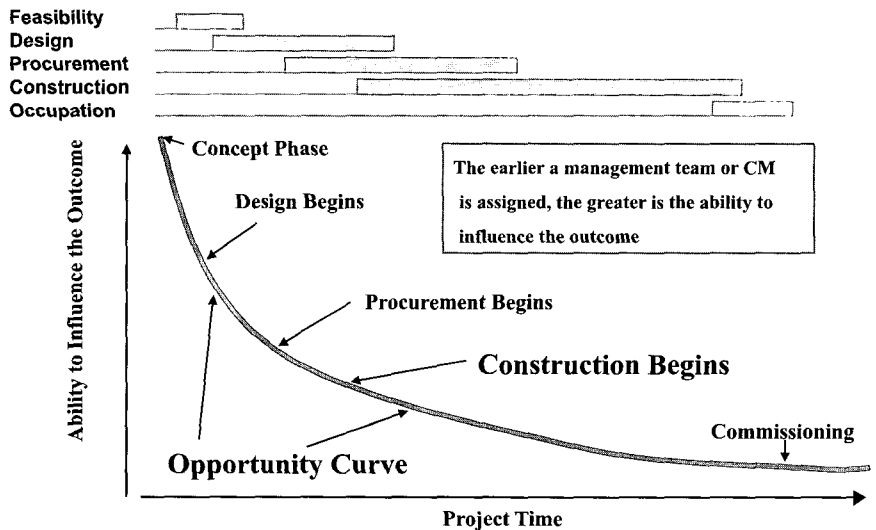 Feasibility
Design
Procurement
Construction
Occupation
Concept Phase
The earlier a management team or CM
is assigned, the greater is the ability to
influence the outcome
Design Begins
Procurement Begins
Construction Begins
Commissioning
Opportunity Curve
Ability to Influence the Outcome
Project Time